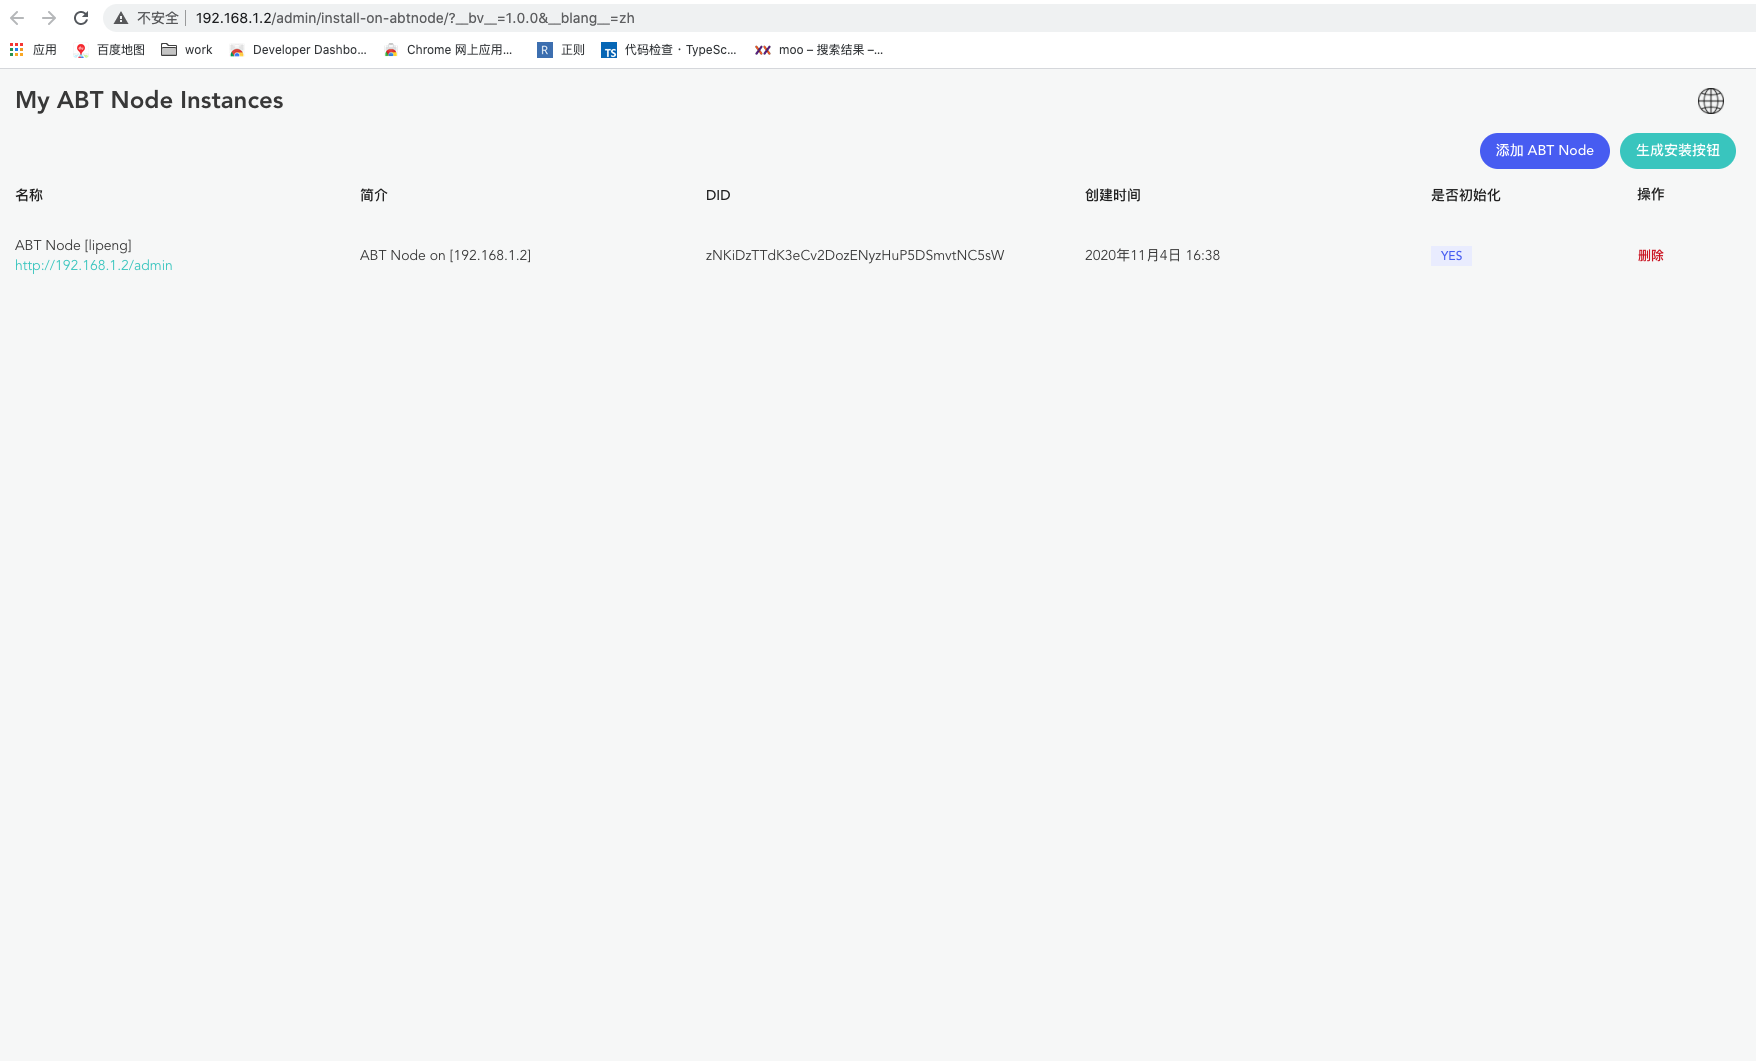 不安全 192.168.1.2/admin/install-on-abtnode/?__bv__=1.0.0&__blang__=zh
应用 百度地图 work Developer Dashbo... Chrome 网上应用... R 正则 TS 代码检查 · TypeSc... moo – 搜索结果 –...
My ABT Node Instances
添加 ABT Node 生成安装按钮
名称 简介 DID 创建时间 是否初始化 操作
ABT Node [lipeng]
http://192.168.1.2/admin
ABT Node on [192.168.1.2] zNKiDzTTdK3eCv2DozENyzHuP5DSmvtNC5sW 2020年11月4日 16:38 YES 删除